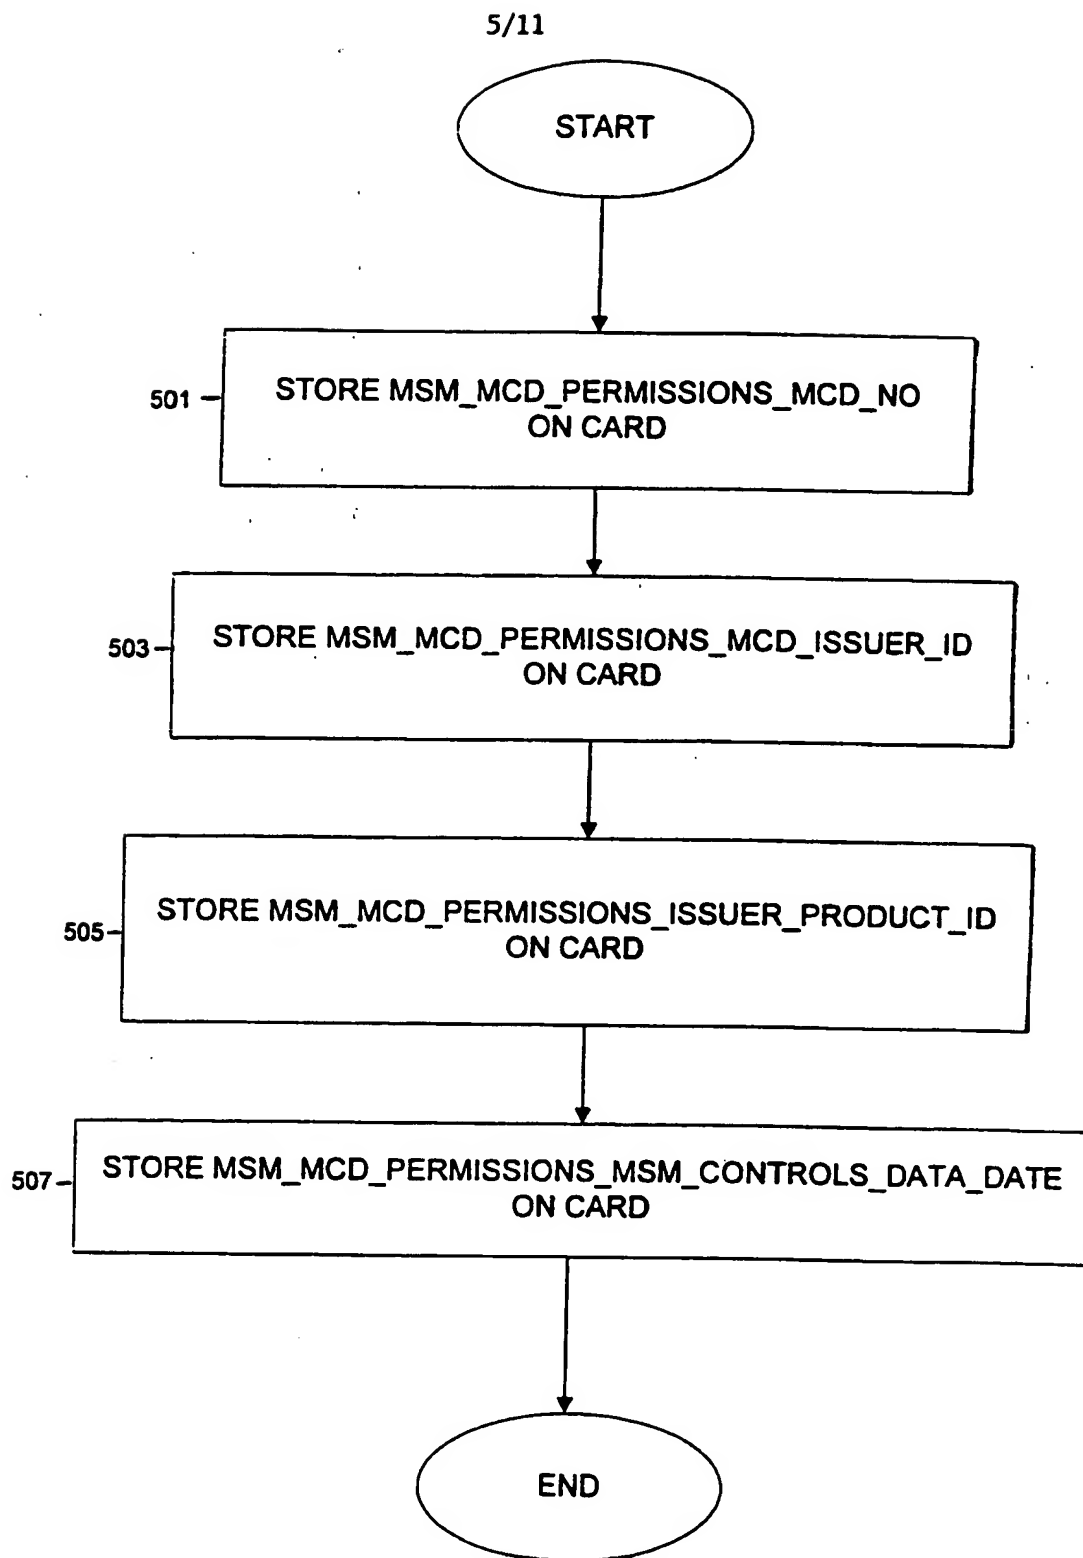 5/11
START
501
STORE MSM_MCD_PERMISSIONS_MCD_NO
ON CARD
503
STORE MSM_MCD_PERMISSIONS_MCD_ISSUER_ID
ON CARD
505
STORE MSM_MCD_PERMISSIONS_ISSUER_PRODUCT_ID
ON CARD
507
STORE MSM_MCD_PERMISSIONS_MSM_CONTROLS_DATA_DATE
ON CARD
END